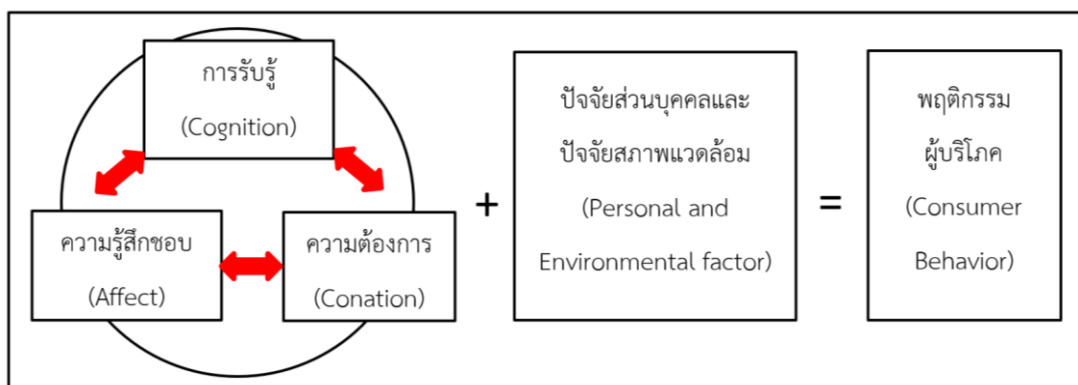 การรับรู้
(Cognition)
ความรู้สึกชอบ
(Affect)
ความต้องการ
(Conation)
+
ปัจจัยส่วนบุคคลและ
ปัจจัยสภาพแวดล้อม
(Personal and
Environmental factor)
=
พฤติกรรม
ผู้บริโภค
(Consumer
Behavior)